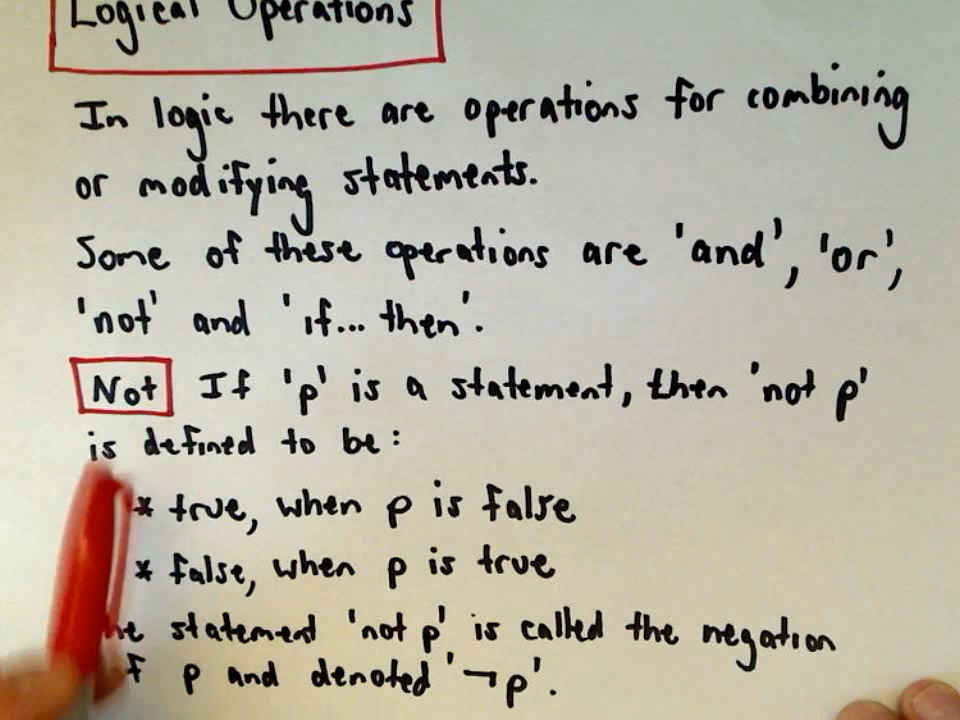 Logical Operations
In logic there are operations for combining
or modifying statements.
Some of these operations are 'and', 'or',
'not' and 'if... then'.
Not If 'p' is a statement, then 'not p'
is defined to be:
* true, when p is false
* false, when p is true
he statement 'not p' is called the negation
f p and denoted '¬p'.